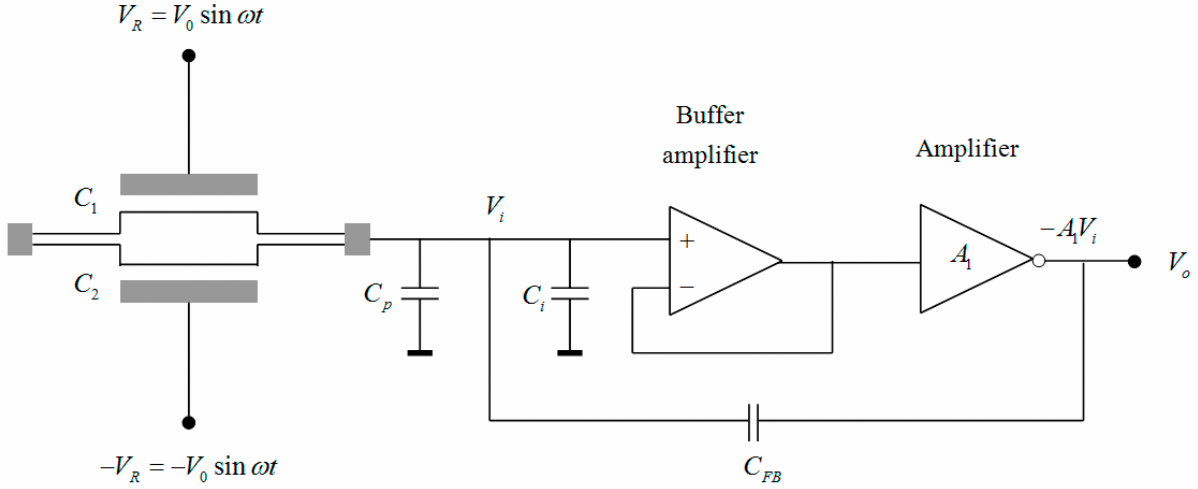 V_R = V_0 sin ωt
Buffer
amplifier
Amplifier
C_1
V_i
−A_1V_i
+
A_1
V_o
C_2
C_p
C_i
−
C_FB
−V_R = −V_0 sin ωt